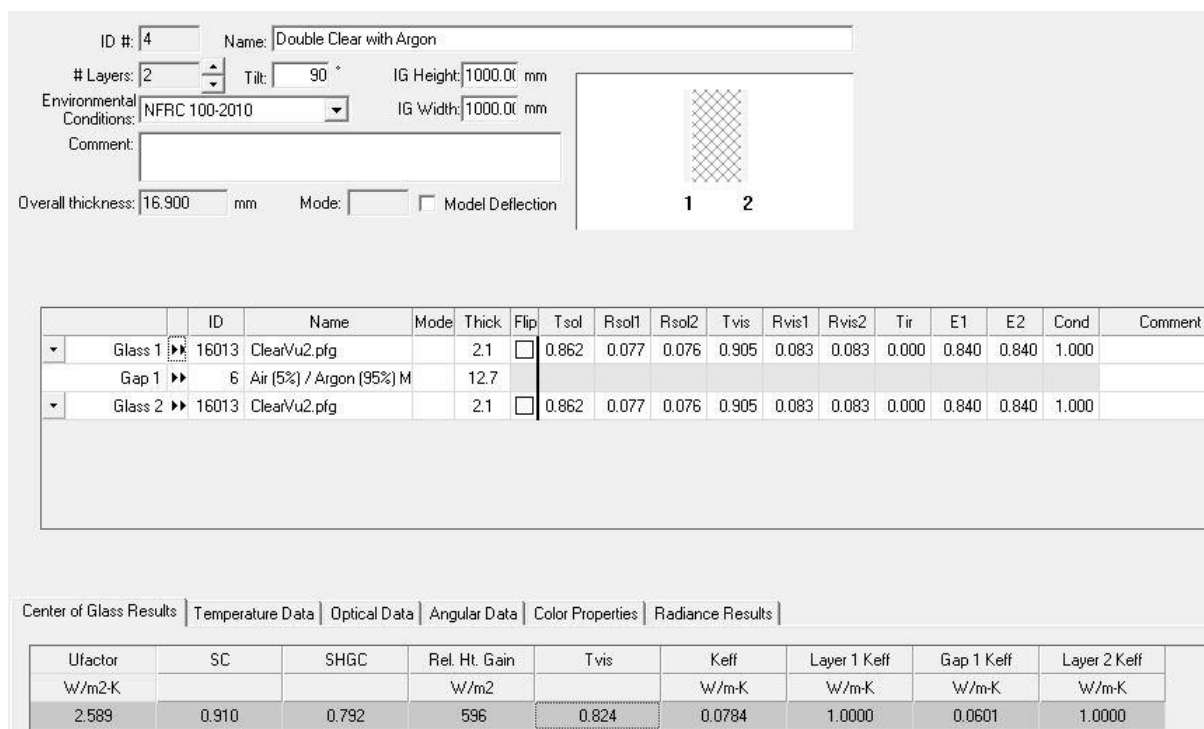 ID #: 4 Name: Double Clear with Argon
# Layers: 2 Tilt: 90 ° IG Height: 1000.0( mm
Environmental Conditions: NFRC 100-2010 IG Width: 1000.0( mm
Comment:
Overall thickness: 16.900 mm Mode: Model Deflection
1 2
ID Name Mode Thick Flip Tsol Rsol1 Rsol2 Tvis Rvis1 Rvis2 Tir E1 E2 Cond Comment
Glass 1 16013 ClearVu2.pfg 2.1 0.862 0.077 0.076 0.905 0.083 0.083 0.000 0.840 0.840 1.000
Gap 1 6 Air (5%) / Argon (95%) M 12.7
Glass 2 16013 ClearVu2.pfg 2.1 0.862 0.077 0.076 0.905 0.083 0.083 0.000 0.840 0.840 1.000
Center of Glass Results Temperature Data Optical Data Angular Data Color Properties Radiance Results
Ufactor SC SHGC Rel. Ht. Gain Tvis Keff Layer 1 Keff Gap 1 Keff Layer 2 Keff
W/m2-K W/m2 W/m-K W/m-K W/m-K W/m-K
2.589 0.910 0.792 596 0.824 0.0784 1.0000 0.0601 1.0000